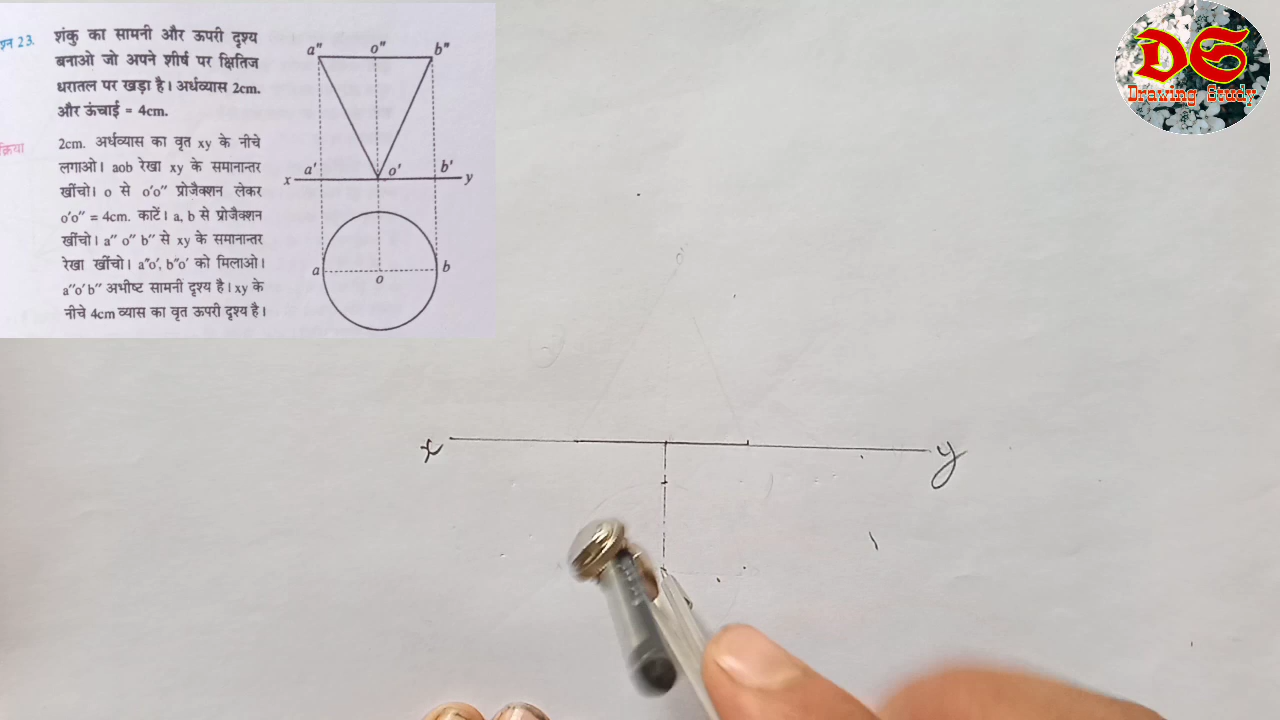 श्न 23.
शंकु का सामनी और ऊपरी दृश्य
बनाओ जो अपने शीर्ष पर क्षितिज
धरातल पर खड़ा है। अर्धव्यास 2cm.
और ऊंचाई = 4cm.
क्रिया
2cm. अर्धव्यास का वृत xy के नीचे
लगाओ। aob रेखा xy के समानान्तर
खींचो। o से o'o" प्रोजैक्शन लेकर
o'o" = 4cm. काटें। a, b से प्रोजैक्शन
खींचो। a" o" b" से xy के समानान्तर
रेखा खींचो। a"o', b"o' को मिलाओ।
a"o'b" अभीष्ट सामनी दृश्य है। xy के
नीचे 4cm व्यास का वृत ऊपरी दृश्य है।
a" o" b"
x a' o' b' y
a o b
DS
Drawing Study
x y